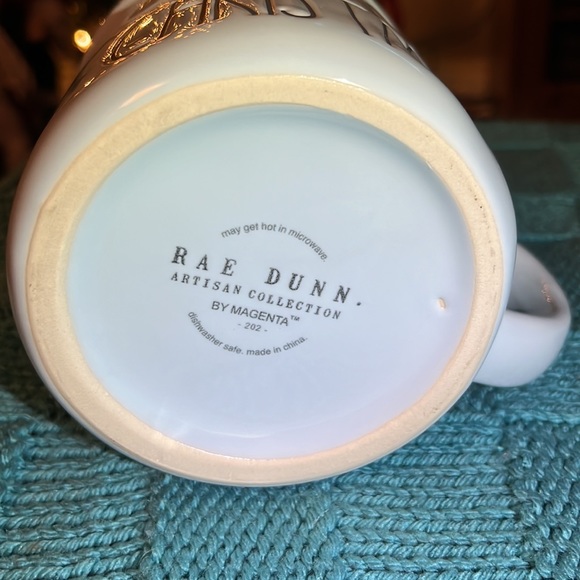 may get hot in microwave.
RAE DUNN.
ARTISAN COLLECTION
BY MAGENTA™
- 202 -
dishwasher safe. made in china.